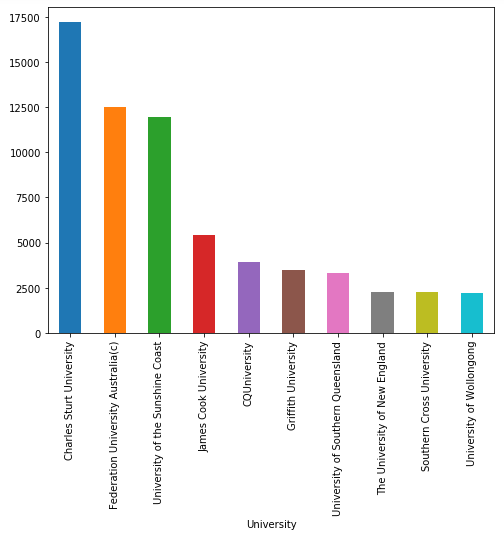 17500
15000
12500
10000
7500
5000
2500
0
Charles Sturt University
Federation University Australia(c)
University of the Sunshine Coast
James Cook University
CQUniversity
Griffith University
University of Southern Queensland
The University of New England
Southern Cross University
University of Wollongong
University